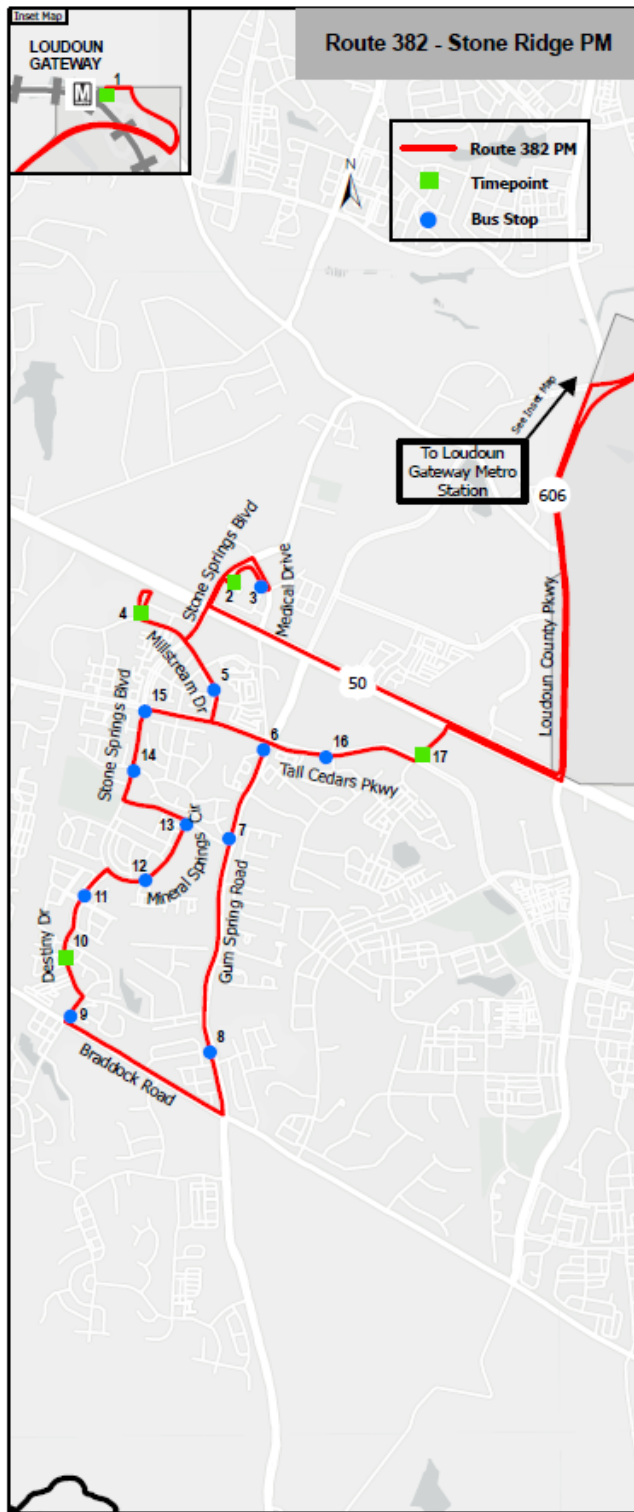 Inset Map
LOUDOUN
GATEWAY
M
1
Route 382 - Stone Ridge PM
Route 382 PM
Timepoint
Bus Stop
N
See Inset Map
To Loudoun
Gateway Metro
Station
606
Loudoun County Pkwy
Stone Springs Blvd
2
3
Medical Drive
4
Millstream Dr
5
50
15
Stone Springs Blvd
6
16
17
Tall Cedars Pkwy
14
13
Mineral Springs Cir
7
12
11
Gum Spring Road
Destiny Dr
10
9
8
Braddock Road